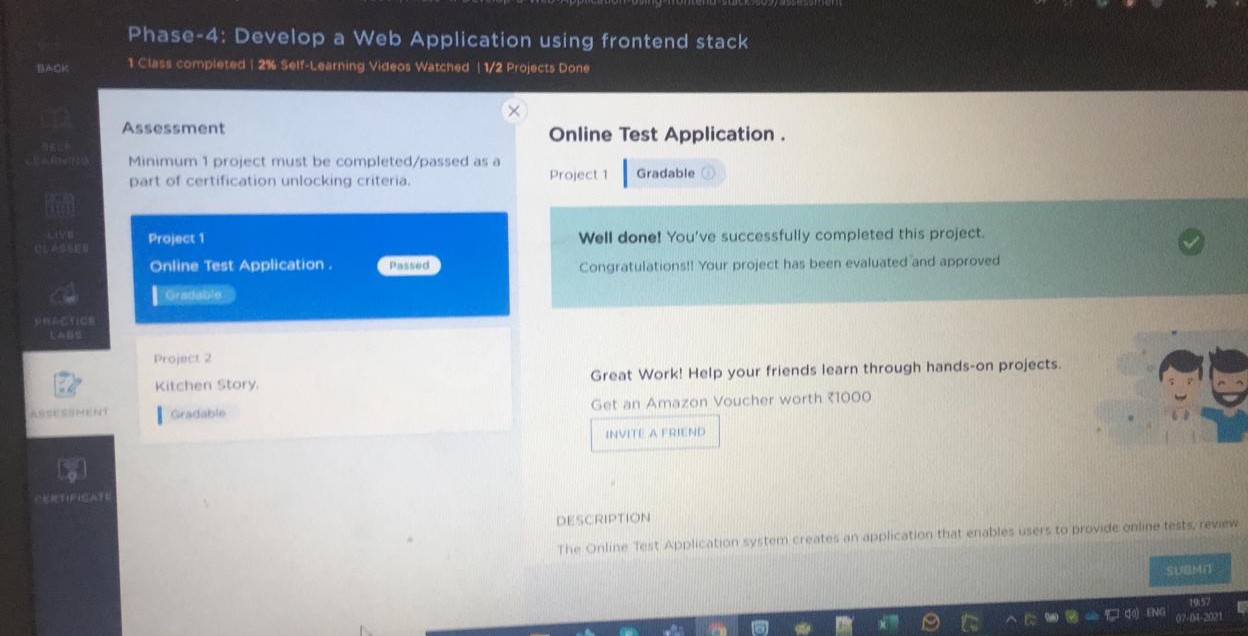 Phase-4: Develop a Web Application using frontend stack
BACK
1 Class completed | 2% Self-Learning Videos Watched | 1/2 Projects Done
SELF
LEARNING
LIVE
CLASSES
PRACTICE
LABS
ASSESSMENT
CERTIFICATE
Assessment
Minimum 1 project must be completed/passed as a
part of certification unlocking criteria.
Project 1
Online Test Application .
Passed
Gradable
Project 2
Kitchen Story.
Gradable
Online Test Application .
Project 1 Gradable
Well done! You've successfully completed this project.
Congratulations!! Your project has been evaluated and approved
Great Work! Help your friends learn through hands-on projects.
Get an Amazon Voucher worth ₹1000
INVITE A FRIEND
DESCRIPTION
The Online Test Application system creates an application that enables users to provide online tests, review
SUBMIT
ENG
19:57
07-04-2021